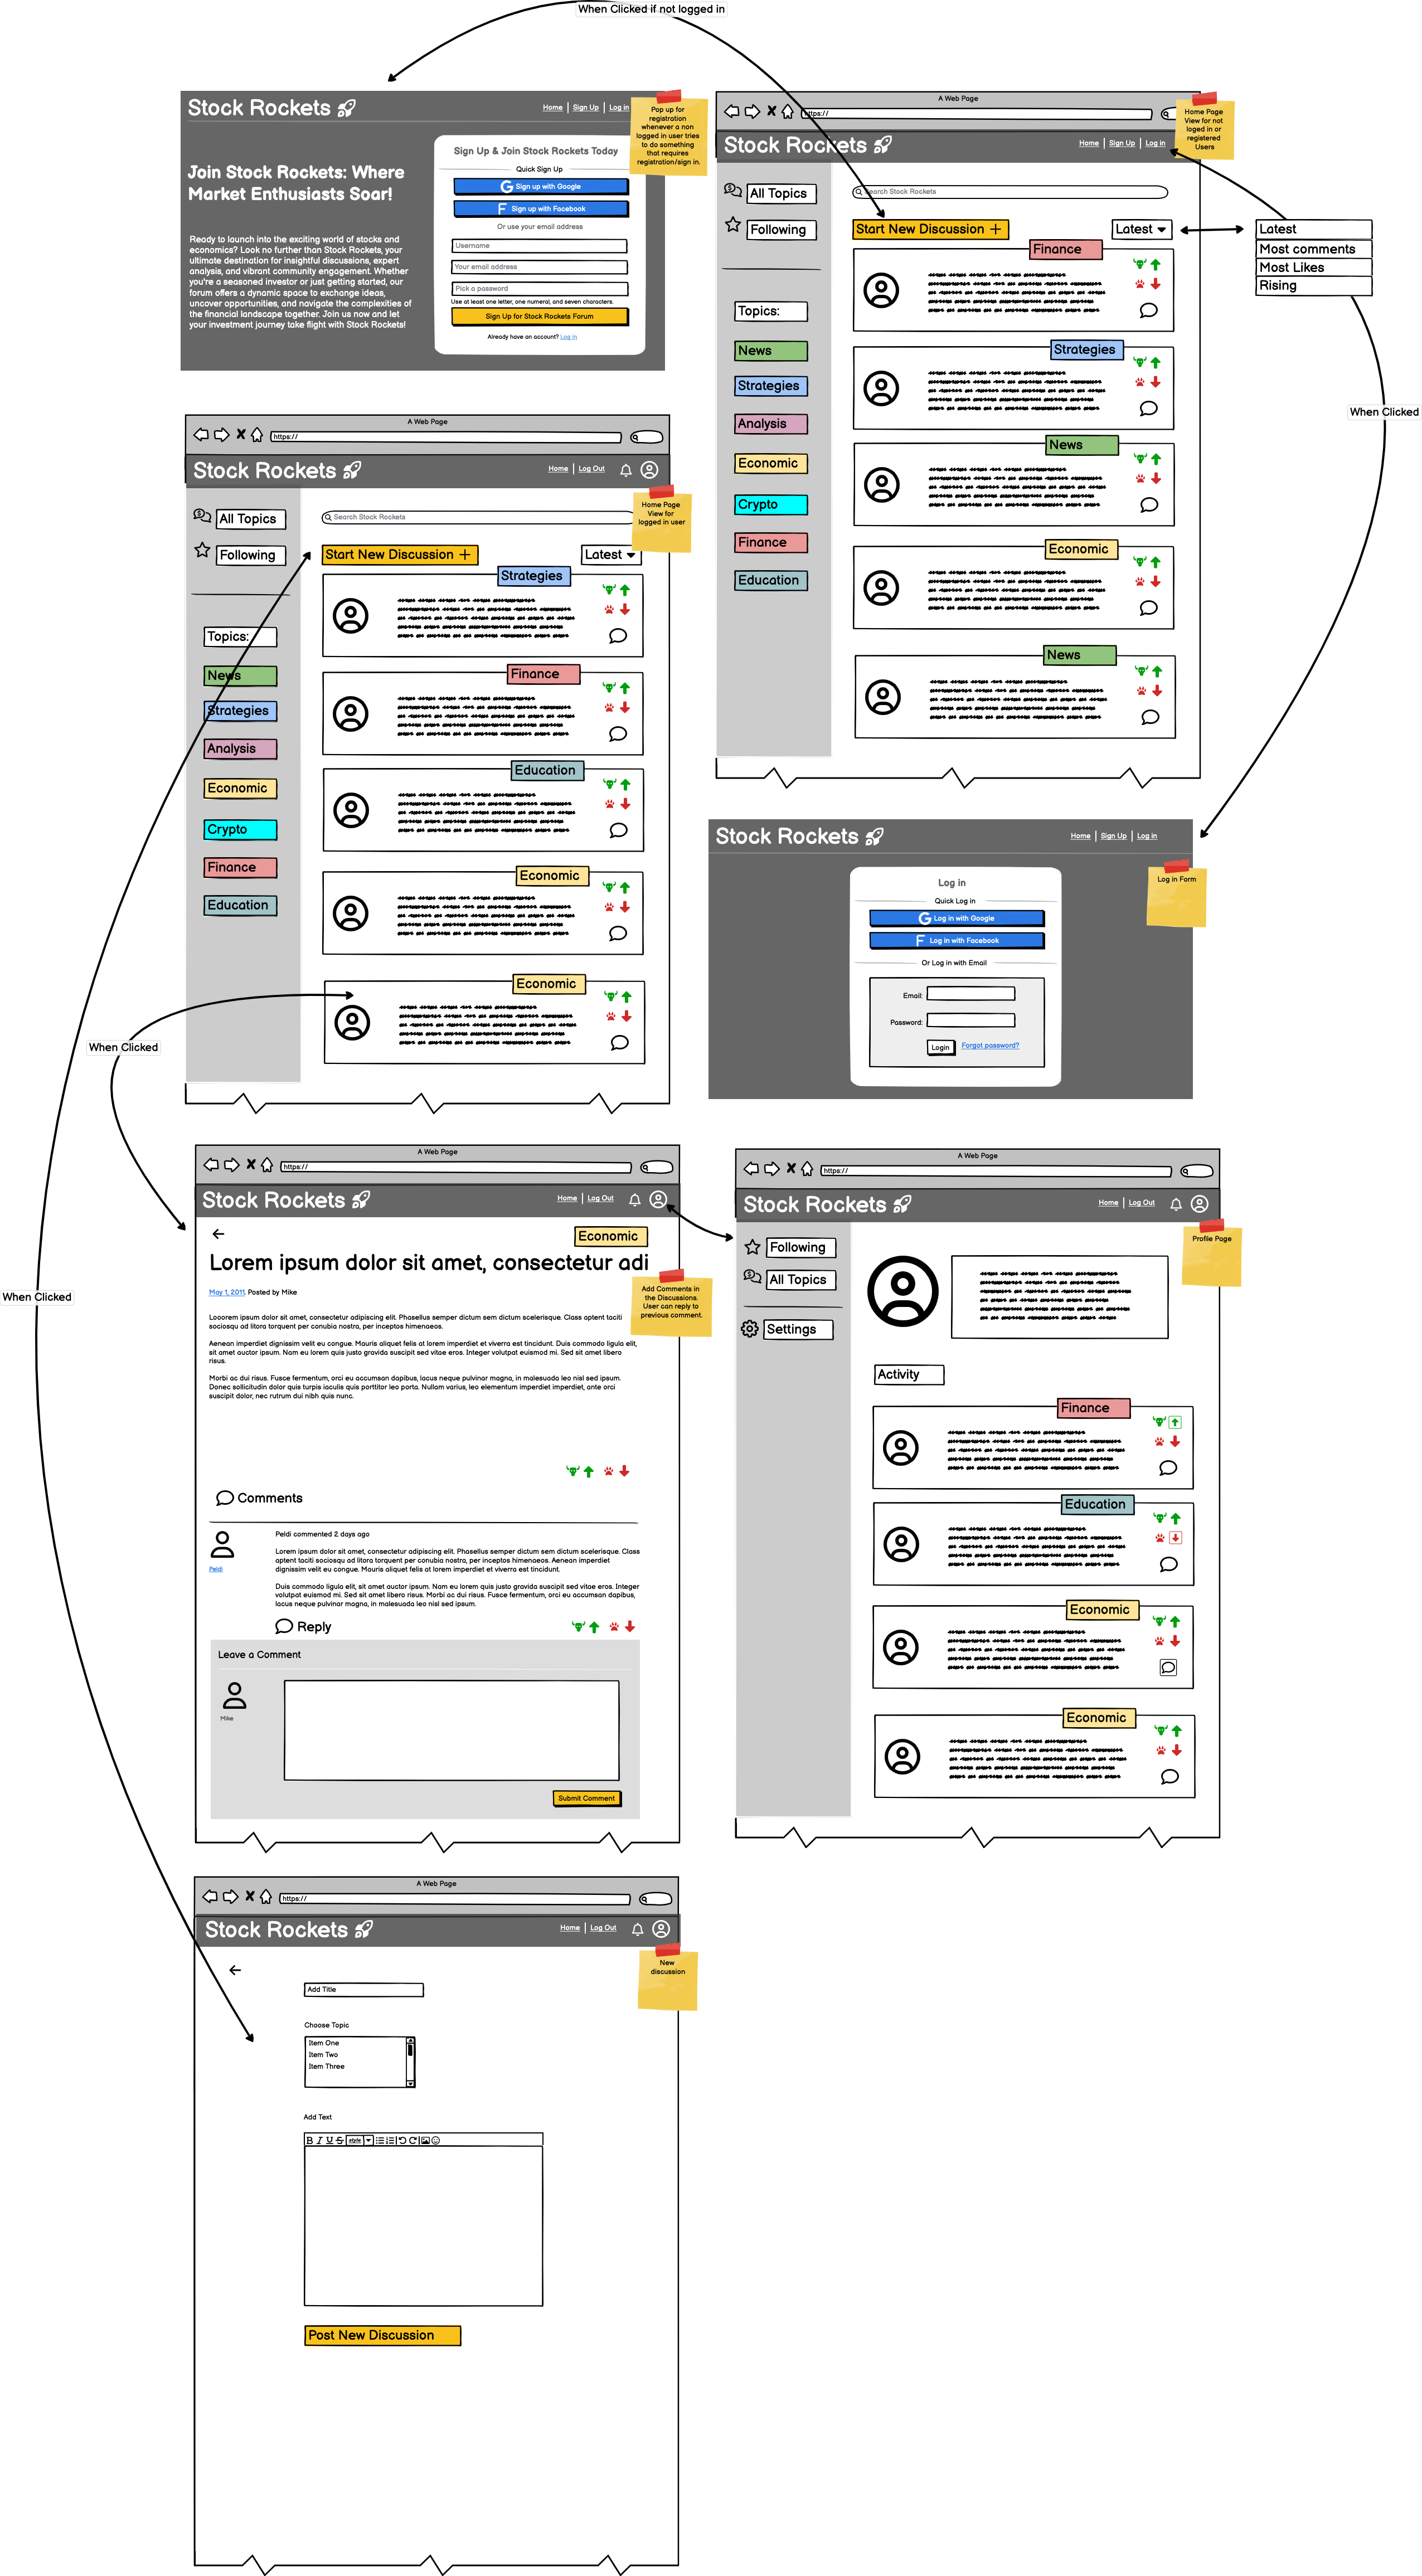 When Clicked if not logged in
Stock Rockets
Home | Sign Up | Log in
Pop up for
registration
whenever a non
logged in user tries
to do something
that requires
registration/sign in.
Join Stock Rockets: Where
Market Enthusiasts Soar!
Ready to launch into the exciting world of stocks and
economics? Look no further than Stock Rockets, your
ultimate destination for insightful discussions, expert
analysis, and vibrant community engagement. Whether
you're a seasoned investor or just getting started, our
forum offers a dynamic space to exchange ideas,
uncover opportunities, and navigate the complexities of
the financial landscape together. Join us now and let
your investment journey take flight with Stock Rockets!
Sign Up & Join Stock Rockets Today
Quick Sign Up
G Sign up with Google
F Sign up with Facebook
Or use your email address
Username
Your email address
Pick a password
Use at least one letter, one numeral, and seven characters.
Sign Up for Stock Rockets Forum
Already have an account? Log in
A Web Page
https://
Stock Rockets
Home | Sign Up | Log in
Home Page
View for not
loged in or
registered
Users
All Topics
Following
Topics:
News
Strategies
Analysis
Economic
Crypto
Finance
Education
Search Stock Rockets
Start New Discussion
Latest
Finance
Strategies
News
Economic
News
Latest
Most comments
Most Likes
Rising
When Clicked
A Web Page
https://
Stock Rockets
Home | Log Out
Home Page
View for
logged in user
All Topics
Following
Topics:
News
Strategies
Analysis
Economic
Crypto
Finance
Education
Search Stock Rockets
Start New Discussion
Latest
Strategies
Finance
Education
Economic
Economic
Stock Rockets
Home | Sign Up | Log in
Log in Form
Log in
Quick Log in
G Log in with Google
F Log in with Facebook
Or Log in with Email
Email:
Password:
Login
Forgot password?
When Clicked
When Clicked
A Web Page
https://
Stock Rockets
Home | Log Out
Economic
Lorem ipsum dolor sit amet, consectetur adi
May 1, 2011. Posted by Mike
Add Comments in
the Discussions.
User can reply to
previous comment.
Loorem ipsum dolor sit amet, consectetur adipiscing elit. Phasellus semper dictum sem dictum scelerisque. Class aptent taciti
sociosqu ad litora torquent per conubia nostra, per inceptos himenaeos.
Aenean imperdiet dignissim velit eu congue. Mauris aliquet felis at lorem imperdiet et viverra est tincidunt. Duis commodo ligula elit,
sit amet auctor ipsum. Nam eu lorem quis justo gravida suscipit sed vitae eros. Integer volutpat euismod mi. Sed sit amet libero
risus.
Morbi ac dui risus. Fusce fermentum, orci eu accumsan dapibus, lacus neque pulvinar magna, in malesuada leo nisl sed ipsum.
Donec sollicitudin dolor quis turpis iaculis quis porttitor leo porta. Nullam varius, leo elementum imperdiet imperdiet, ante orci
suscipit dolor, nec rutrum dui nibh quis nunc.
Comments
Peldi
Peldi commented 2 days ago
Lorem ipsum dolor sit amet, consectetur adipiscing elit. Phasellus semper dictum sem dictum scelerisque. Class
aptent taciti sociosqu ad litora torquent per conubia nostra, per inceptos himenaeos. Aenean imperdiet
dignissim velit eu congue. Mauris aliquet felis at lorem imperdiet et viverra est tincidunt.
Duis commodo ligula elit, sit amet auctor ipsum. Nam eu lorem quis justo gravida suscipit sed vitae eros. Integer
volutpat euismod mi. Sed sit amet libero risus. Morbi ac dui risus. Fusce fermentum, orci eu accumsan dapibus,
lacus neque pulvinar magna, in malesuada leo nisl sed ipsum.
Reply
Leave a Comment
Mike
Submit Comment
A Web Page
https://
Stock Rockets
Home | Log Out
Profile Page
Following
All Topics
Settings
Activity
Finance
Education
Economic
Economic
A Web Page
https://
Stock Rockets
Home | Log Out
New
discussion
Add Title
Choose Topic
Item One
Item Two
Item Three
Add Text
B I U S style
Post New Discussion